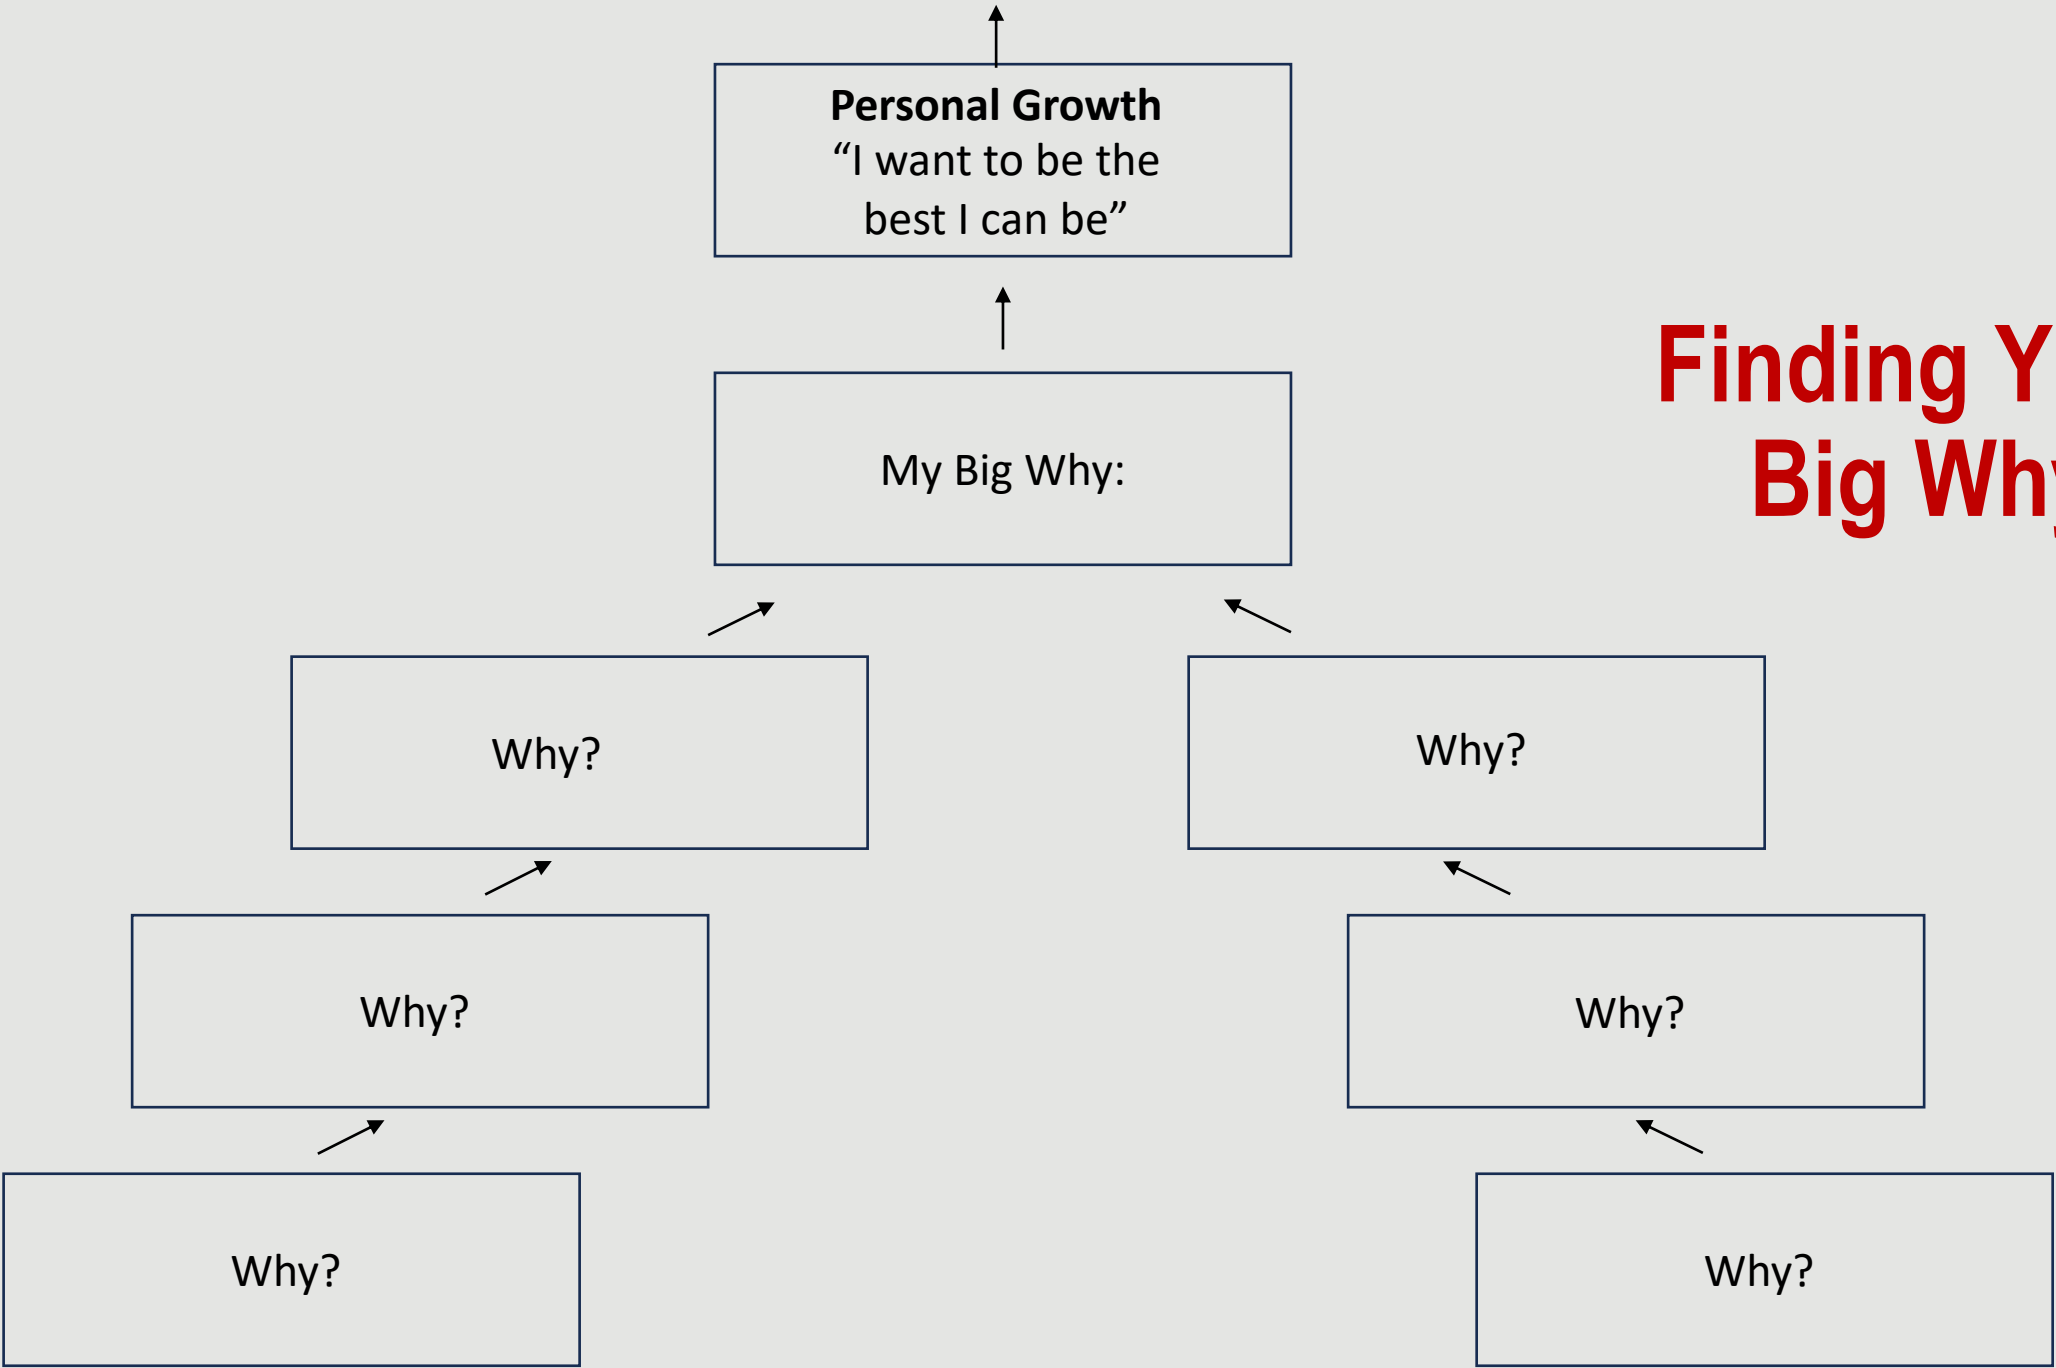 Personal Growth
“I want to be the
best I can be”
Finding Y
My Big Why:
Big Why
Why?
Why?
Why?
Why?
Why?
Why?